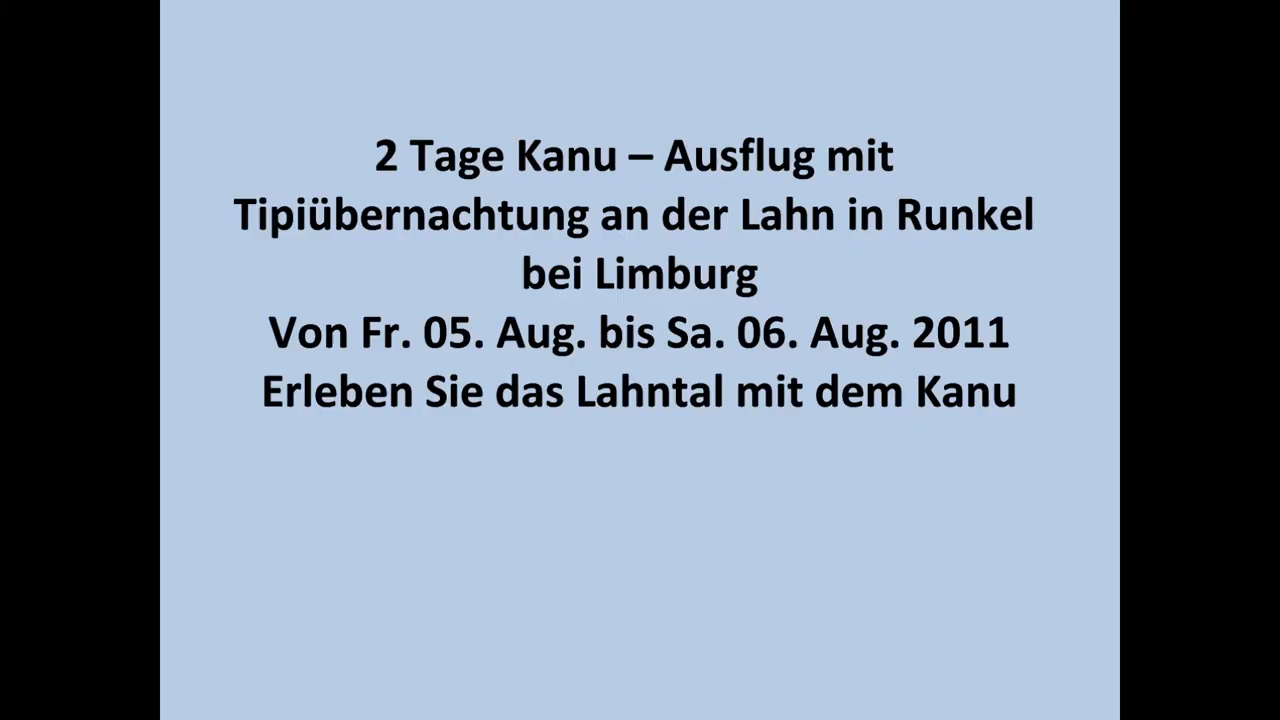 2 Tage Kanu – Ausflug mit
Tipiübernachtung an der Lahn in Runkel
bei Limburg
Von Fr. 05. Aug. bis Sa. 06. Aug. 2011
Erleben Sie das Lahntal mit dem Kanu